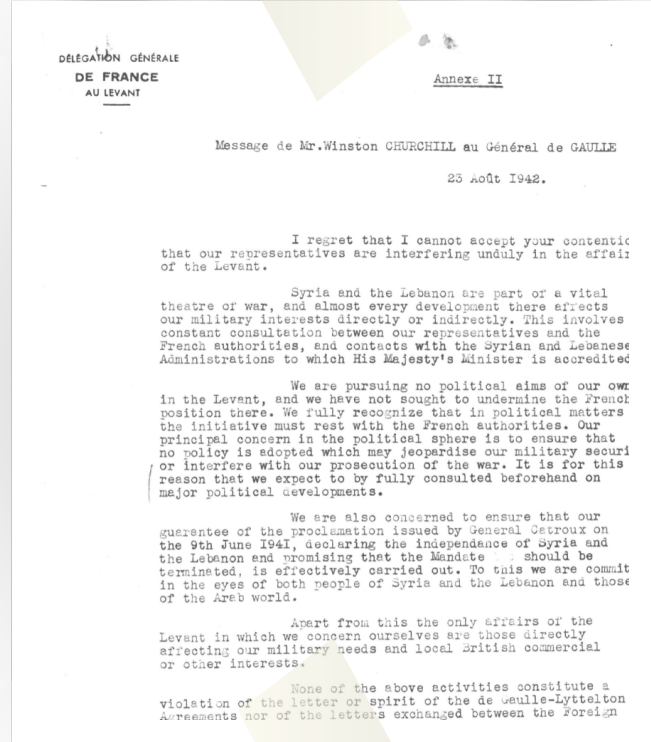 DÉLÉGATION GÉNÉRALE
DE FRANCE
AU LEVANT
Annexe II
Message de Mr.Winston CHURCHILL au Général de GAULLE
23 Août I942.
I regret that I cannot accept your contentio
that our representatives are interfering unduly in the affair
of the Levant.
Syria and the Lebanon are part of a vital
theatre of war, and almost every development there affects
our military interests directly or indirectly. This involves
constant consultation between our representatives and the
French authorities, and contacts with the Syrian and Lebanese
Administrations to which His Majesty's Minister is accredited
We are pursuing no political aims of our own
in the Levant, and we have not sought to undermine the French
position there. We fully recognize that in political matters
the initiative must rest with the French authorities. Our
principal concern in the political sphere is to ensure that
no policy is adopted which may jeopardise our military securi
or interfere with our prosecution of the war. It is for this
reason that we expect to by fully consulted beforehand on
major political developments.
We are also concerned to ensure that our
guarantee of the proclamation issued by General Catroux on
the 9th June I94I, declaring the independence of Syria and
the Lebanon and promising that the Mandate should be
terminated, is effectively carried out. To this we are commit
in the eyes of both people of Syria and the Lebanon and those
of the Arab world.
Apart from this the only affairs of the
Levant in which we concern ourselves are those directly
affecting our military needs and local British commercial
or other interests.
None of the above activities constitute a
violation of the letter or spirit of the de Gaulle-Lyttelton
Agreements nor of the letters exchanged between the Foreign